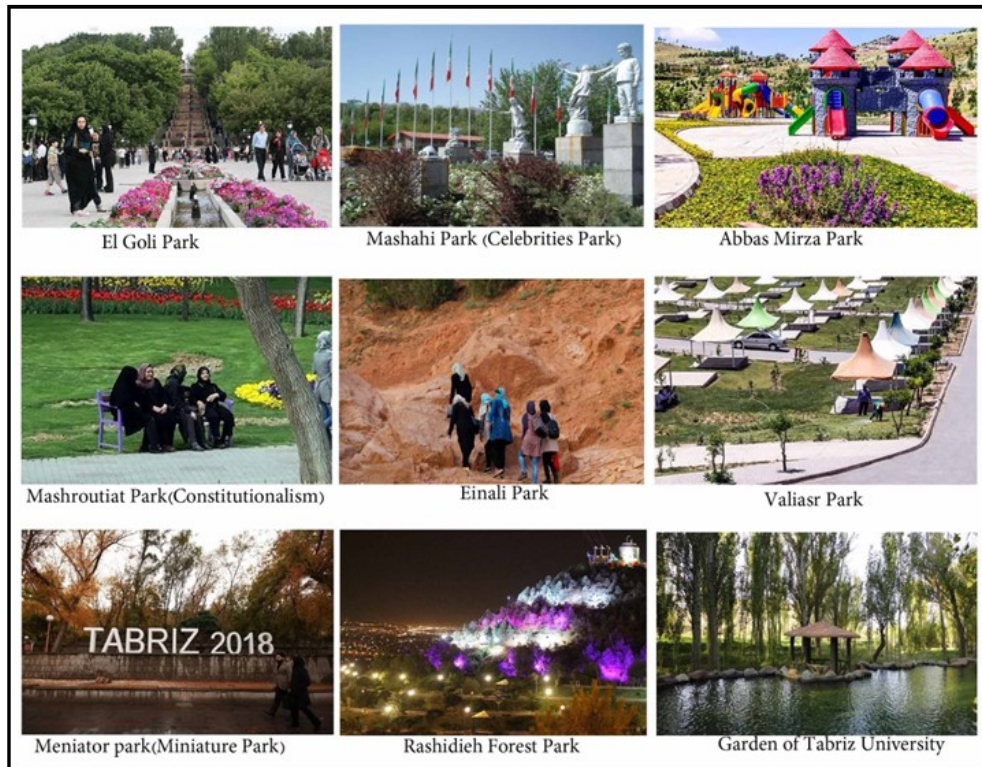 El Goli Park
Mashahi Park (Celebrities Park)
Abbas Mirza Park
Mashroutiat Park(Constitutionalism)
Einali Park
Valiasr Park
TABRIZ 2018
Meniator park(Miniature Park)
Rashidieh Forest Park
Garden of Tabriz University